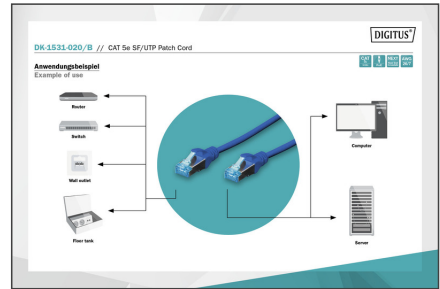 DIGITUS®
DK-1531-020/B // CAT 5e SF/UTP Patch Cord
Anwendungsbeispiel
Example of use
Router
Switch
Wall outlet
Floor tank
Computer
Server